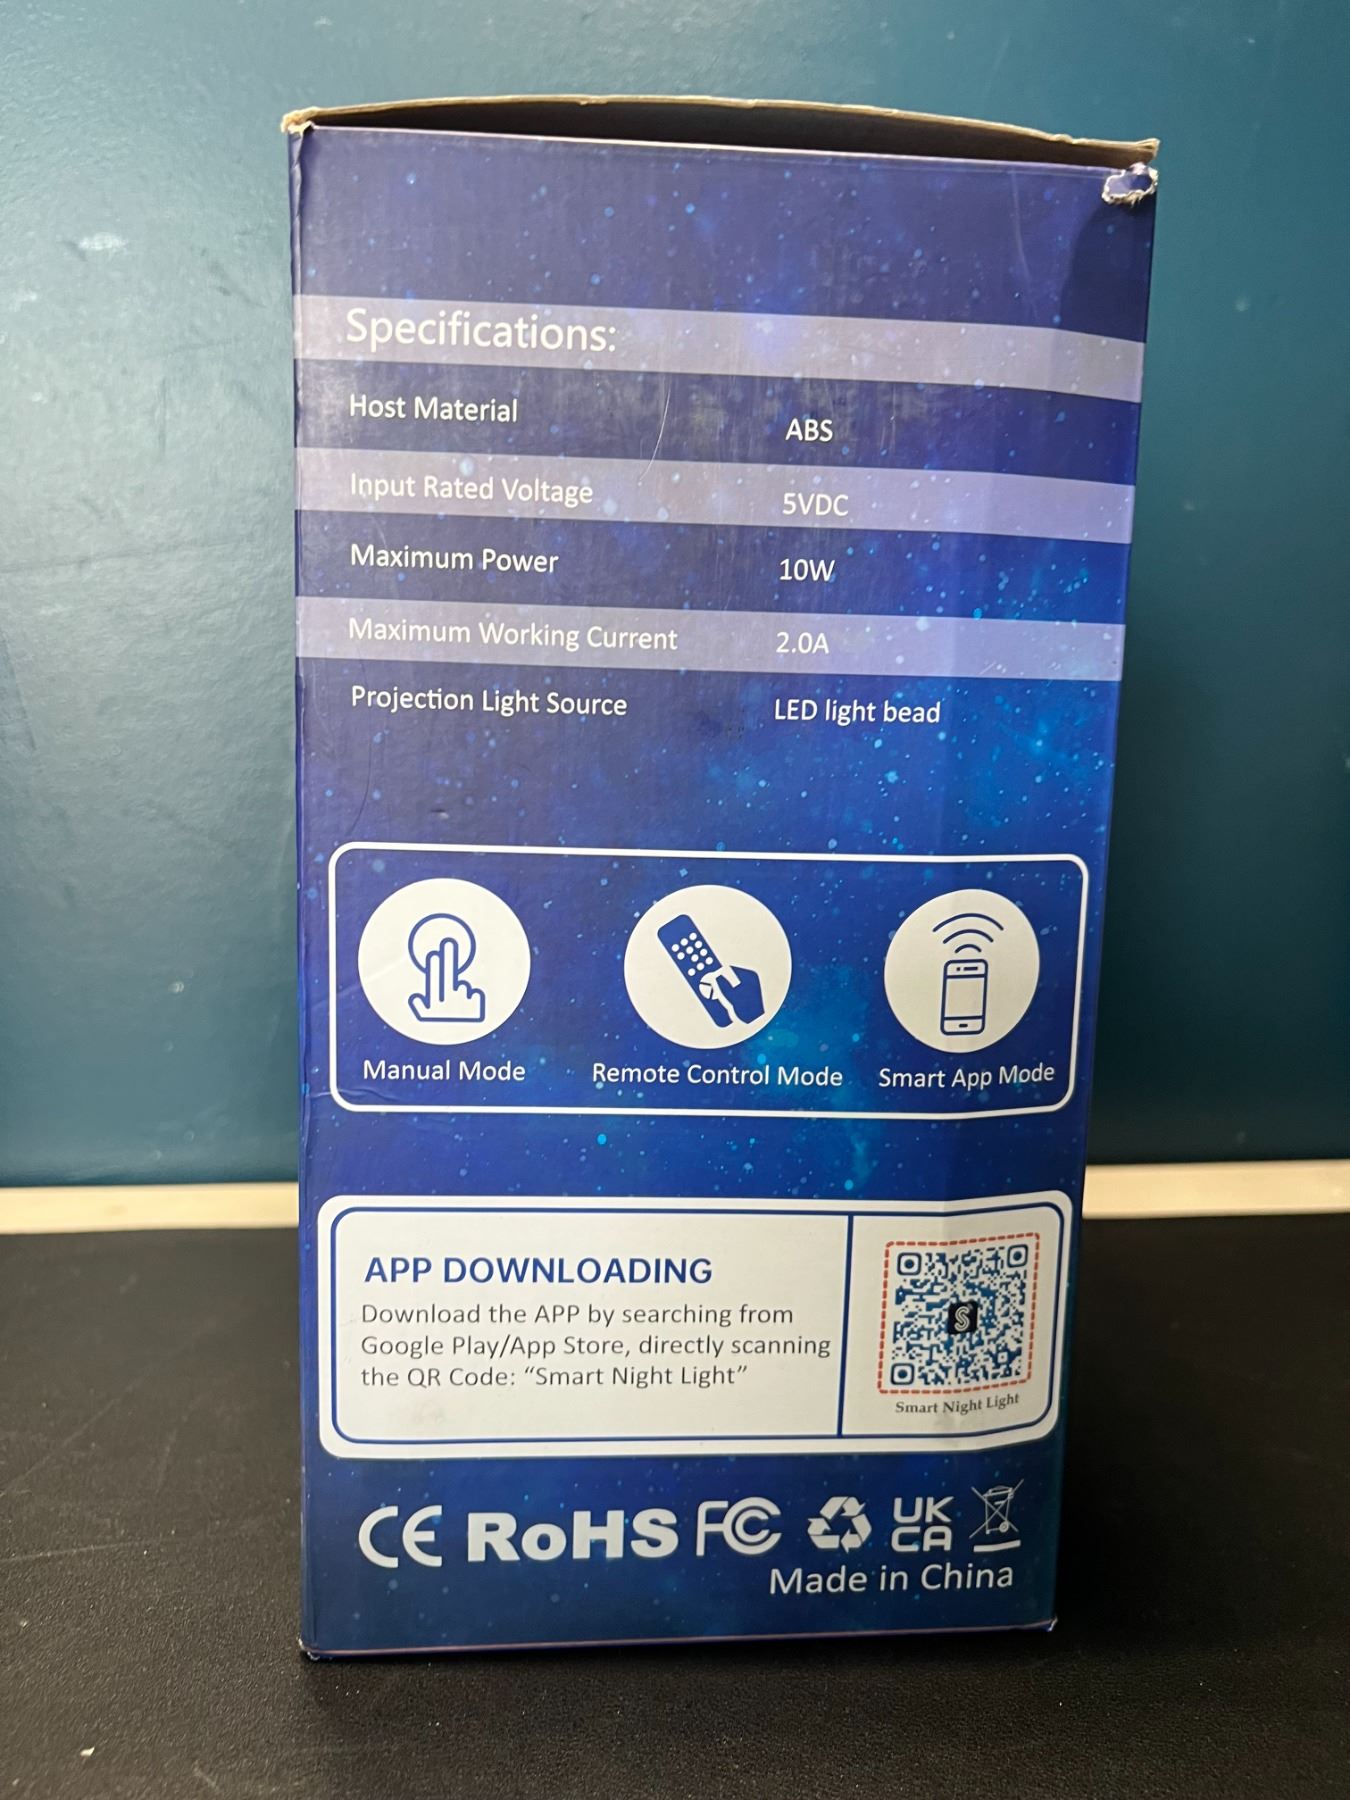 Specifications:
Host Material ABS
Input Rated Voltage 5VDC
Maximum Power 10W
Maximum Working Current 2.0A
Projection Light Source LED light bead
Manual Mode Remote Control Mode Smart App Mode
APP DOWNLOADING
Download the APP by searching from
Google Play/App Store, directly scanning
the QR Code: “Smart Night Light”
S
Smart Night Light
CE RoHS FC UK
CA
Made in China